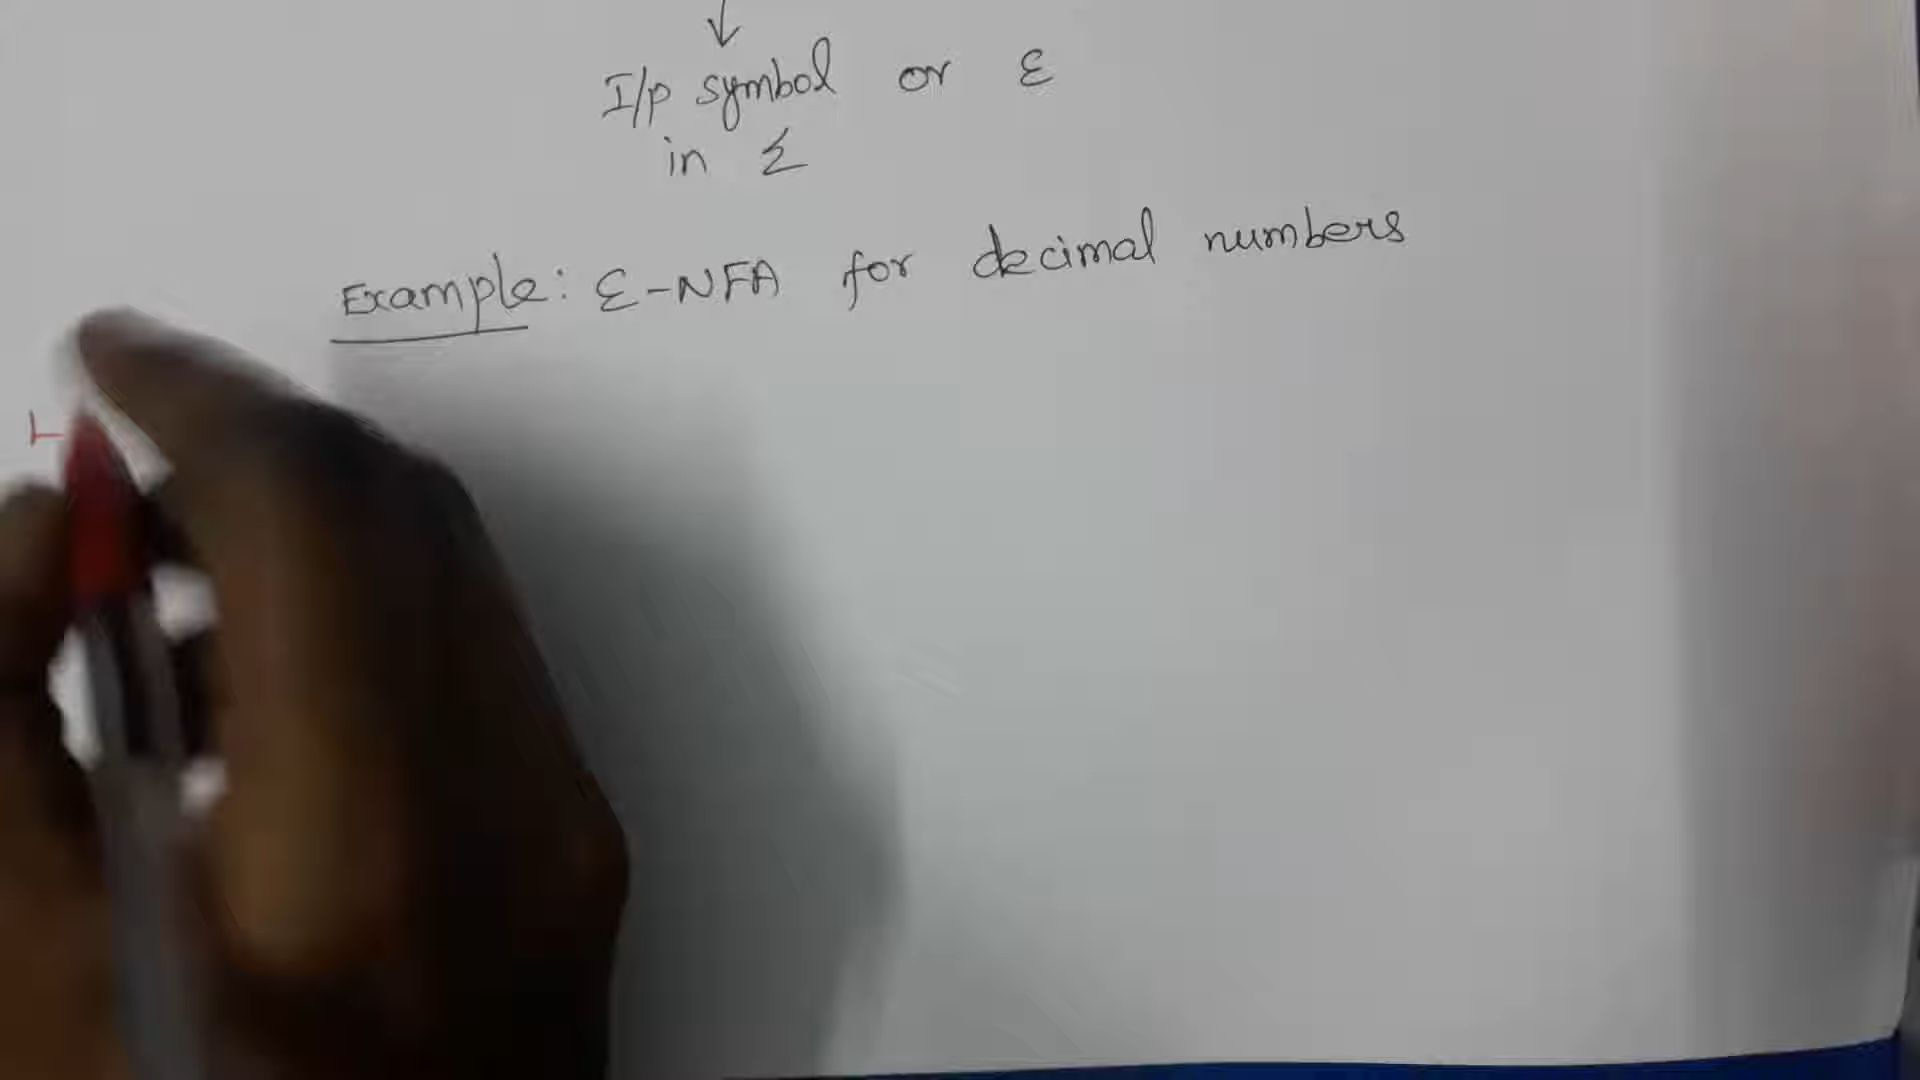 I/p symbol or ε
in Σ
Example: ε-NFA for decimal numbers